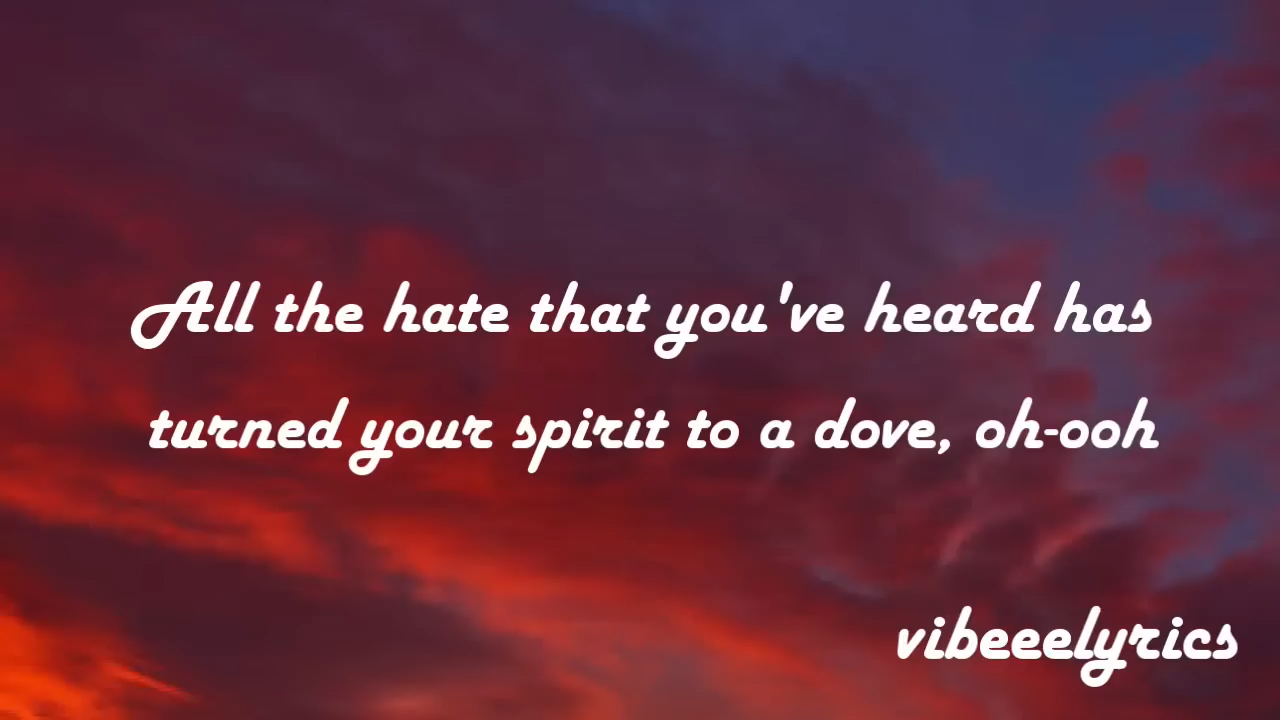 All the hate that you've heard has
turned your spirit to a dove, oh-ooh
vibeeelyrics